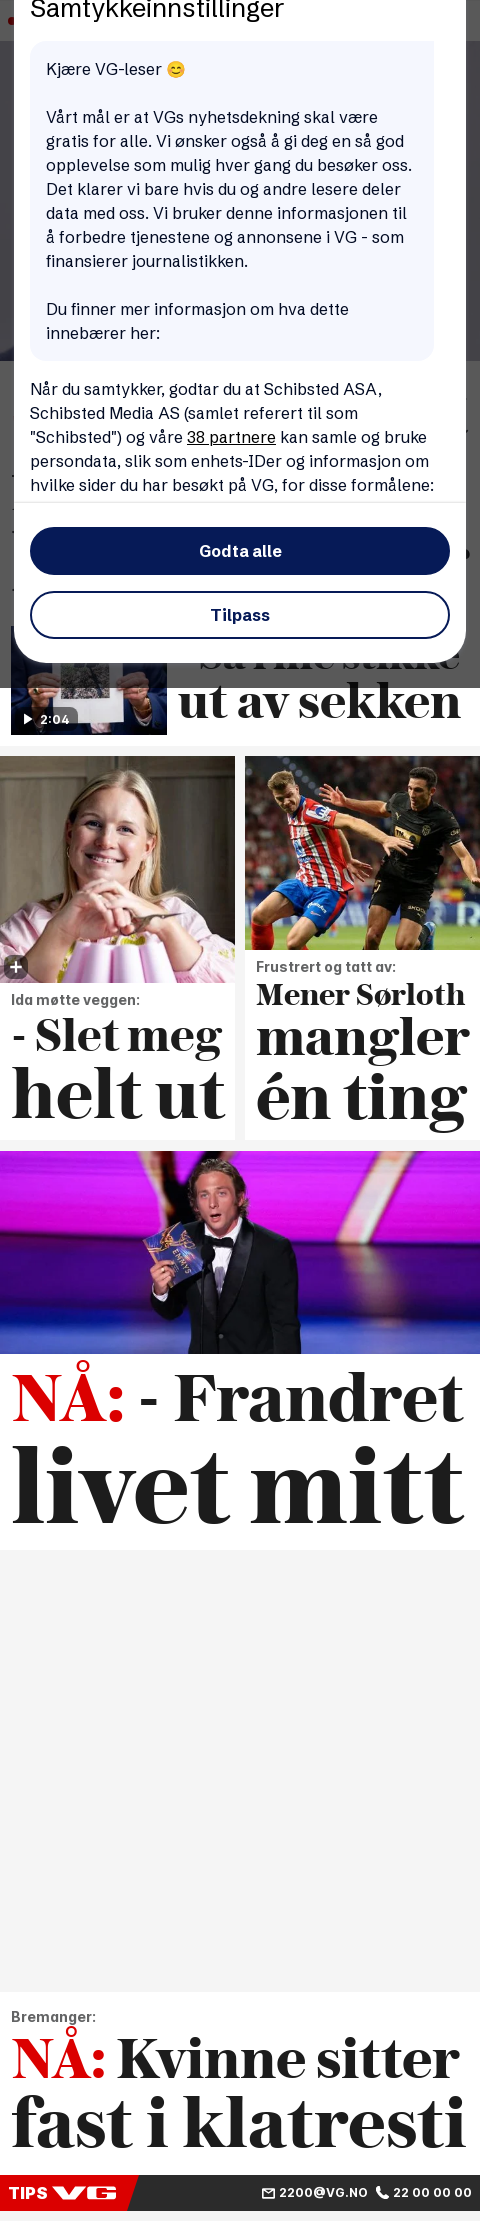 Samtykkeinnstillinger
Kjære VG-leser 😊
Vårt mål er at VGs nyhetsdekning skal være
gratis for alle. Vi ønsker også å gi deg en så god
opplevelse som mulig hver gang du besøker oss.
Det klarer vi bare hvis du og andre lesere deler
data med oss. Vi bruker denne informasjonen til
å forbedre tjenestene og annonsene i VG - som
finansierer journalistikken.
Du finner mer informasjon om hva dette
innebærer her:
Når du samtykker, godtar du at Schibsted ASA,
Schibsted Media AS (samlet referert til som
"Schibsted") og våre 38 partnere kan samle og bruke
persondata, slik som enhets-IDer og informasjon om
hvilke sider du har besøkt på VG, for disse formålene:
Godta alle
Tilpass
stikke
ut av sekken
2:04
Ida møtte veggen:
- Slet meg
helt ut
Frustrert og tatt av:
Mener Sørloth
mangler
én ting
EMMYS
NÅ: - Frandret
livet mitt
Bremanger:
NÅ: Kvinne sitter
fast i klatresti
TIPS VG 2200@VG.NO 22 00 00 00